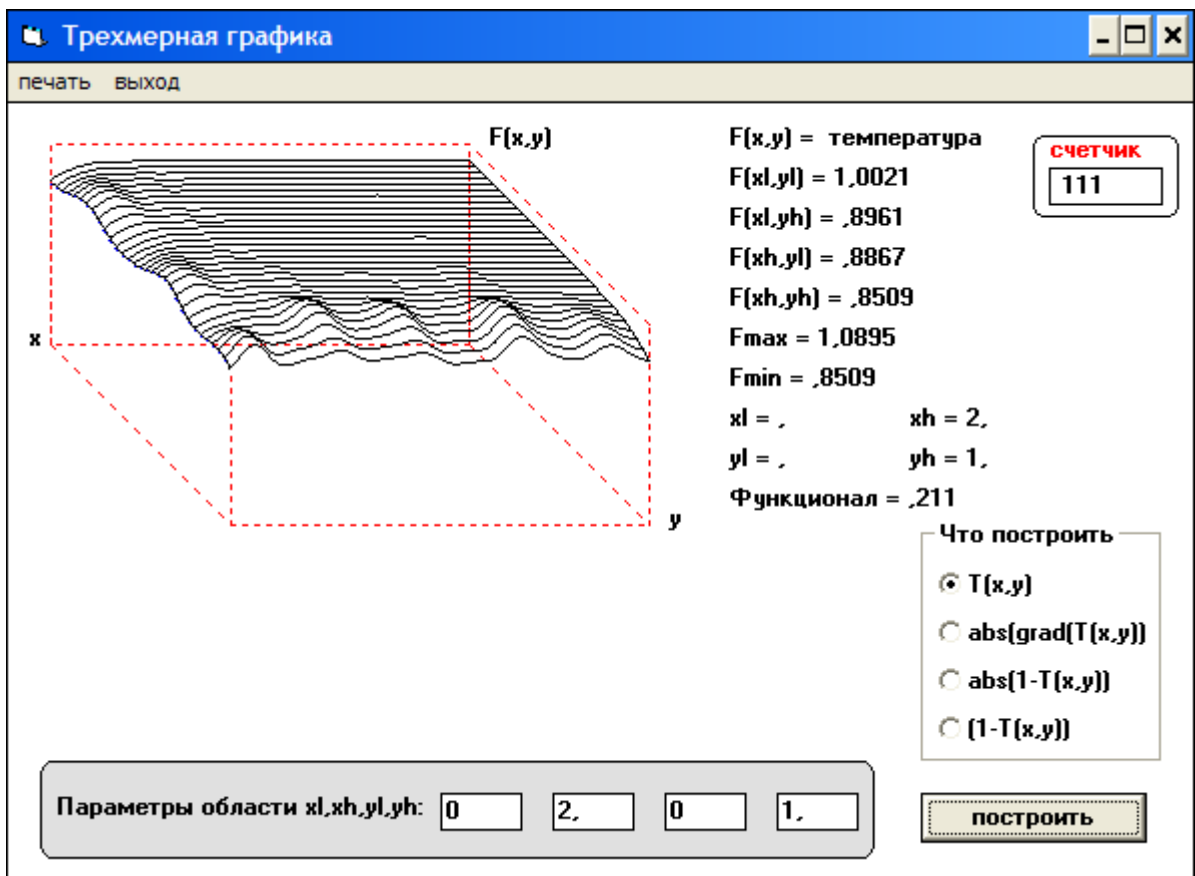 Трехмерная графика
печать выход
F(x,y)
x
y
F(x,y) = температура
F(xl,yl) = 1,0021
F(xl,yh) = ,8961
F(xh,yl) = ,8867
F(xh,yh) = ,8509
Fmax = 1,0895
Fmin = ,8509
xl = , xh = 2,
yl = , yh = 1,
Функционал = ,211
счетчик
111
Что построить
T(x,y)
abs(grad(T(x,y))
abs(1-T(x,y))
(1-T(x,y))
Параметры области xl,xh,yl,yh: 0 2, 0 1,
построить